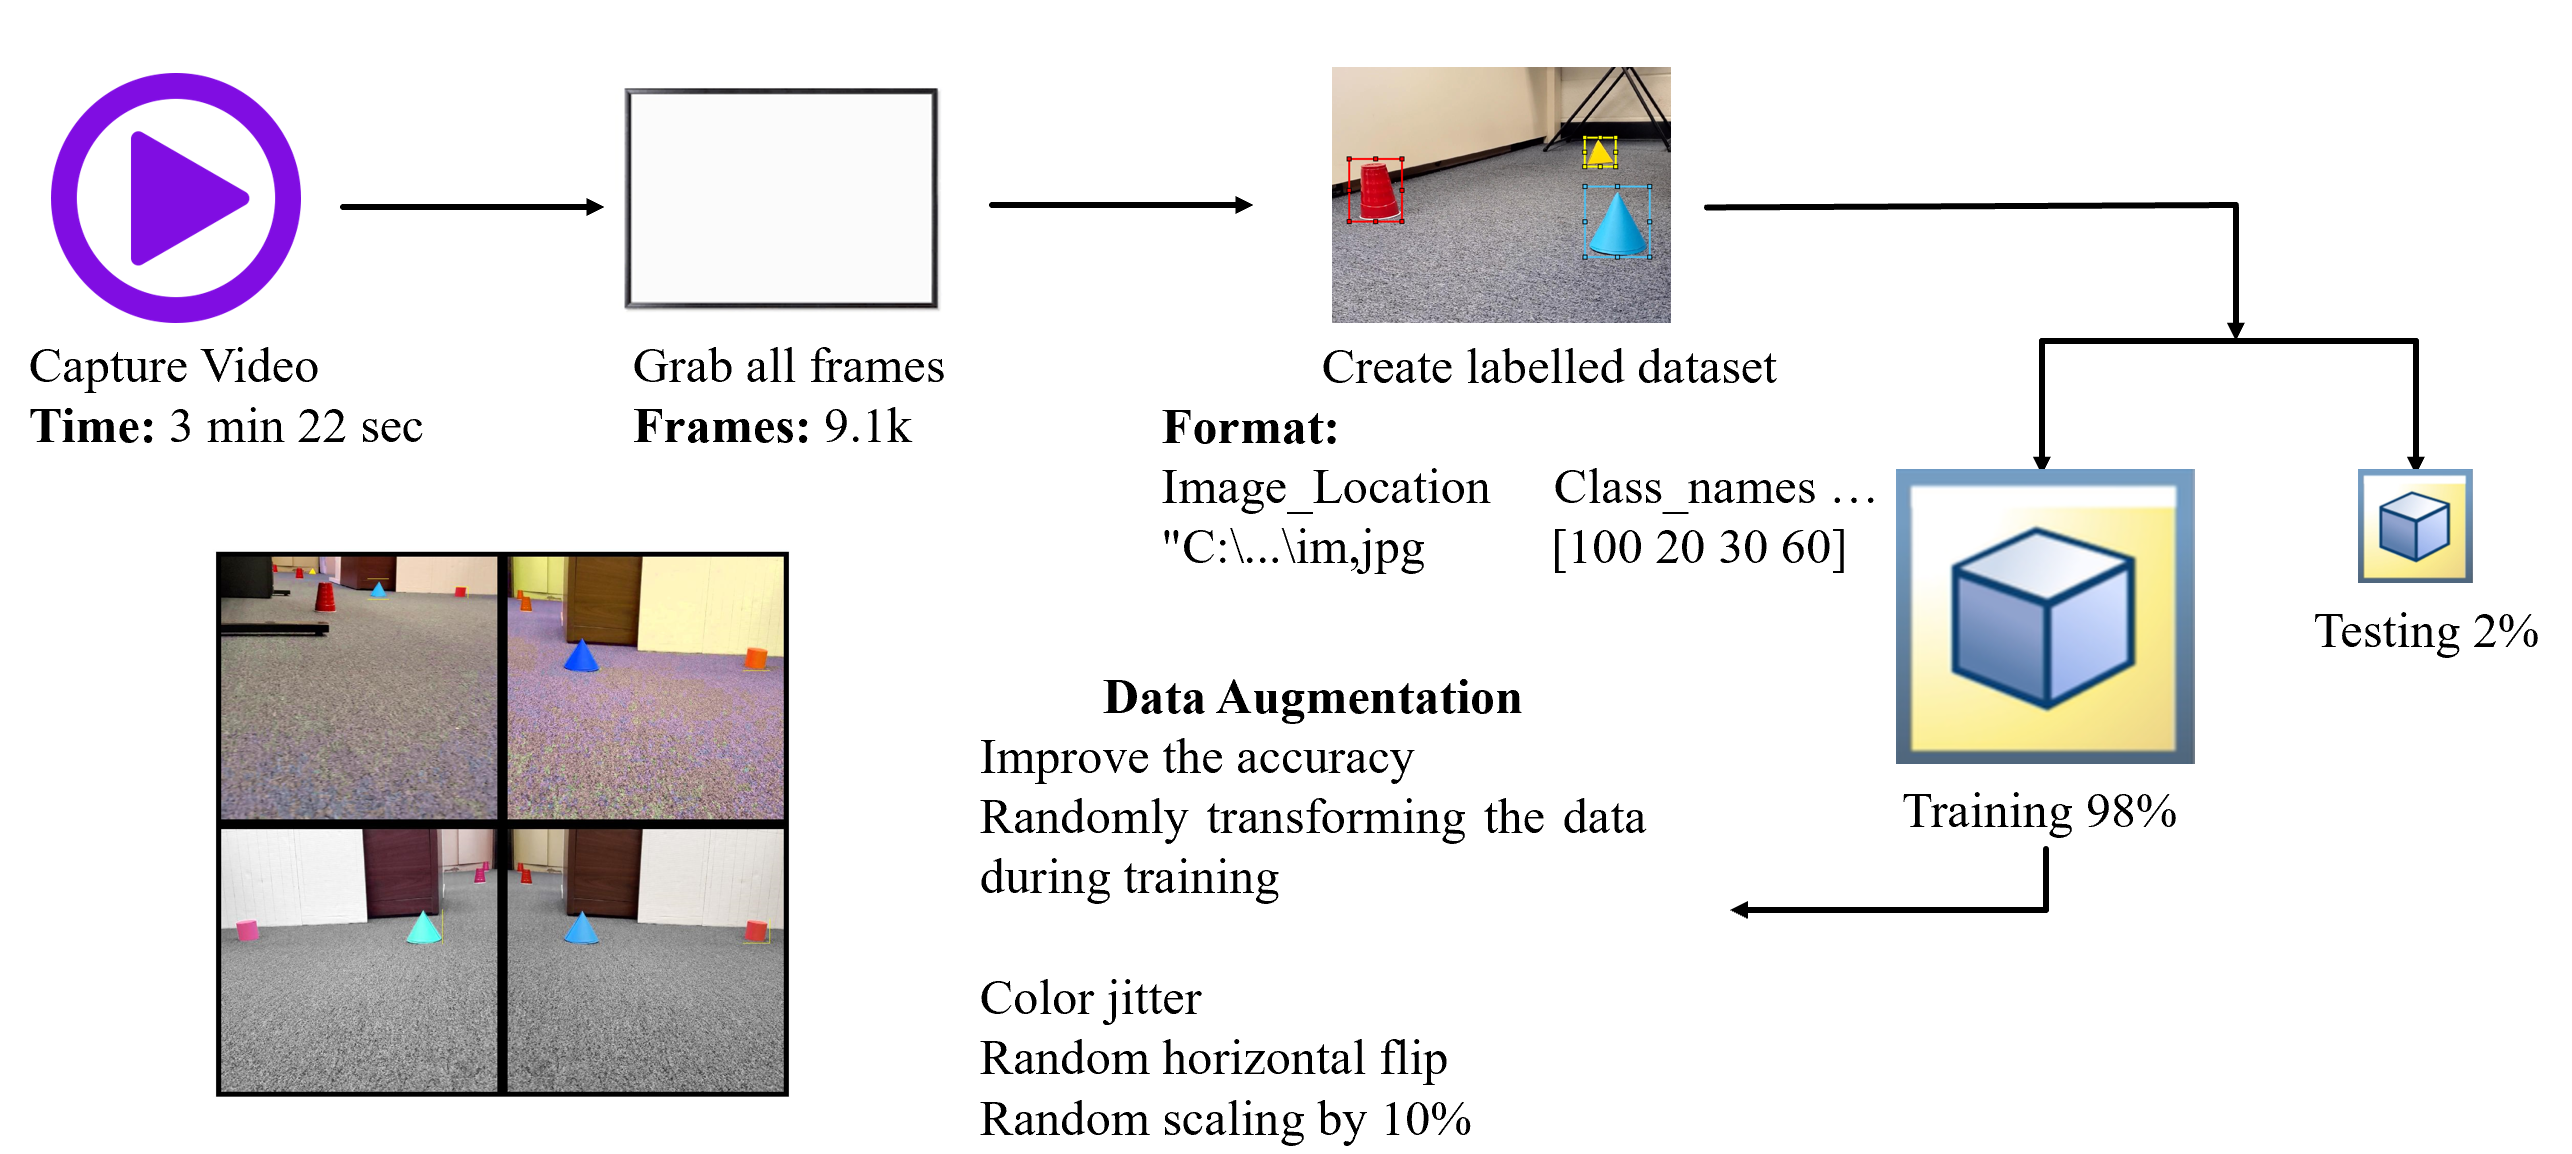 Capture Video
Time: 3 min 22 sec
Grab all frames
Frames: 9.1k
Create labelled dataset
Format:
Image_Location Class_names …
"C:\...\im,jpg [100 20 30 60]
Testing 2%
Training 98%
Data Augmentation
Improve the accuracy
Randomly transforming the data
during training
Color jitter
Random horizontal flip
Random scaling by 10%